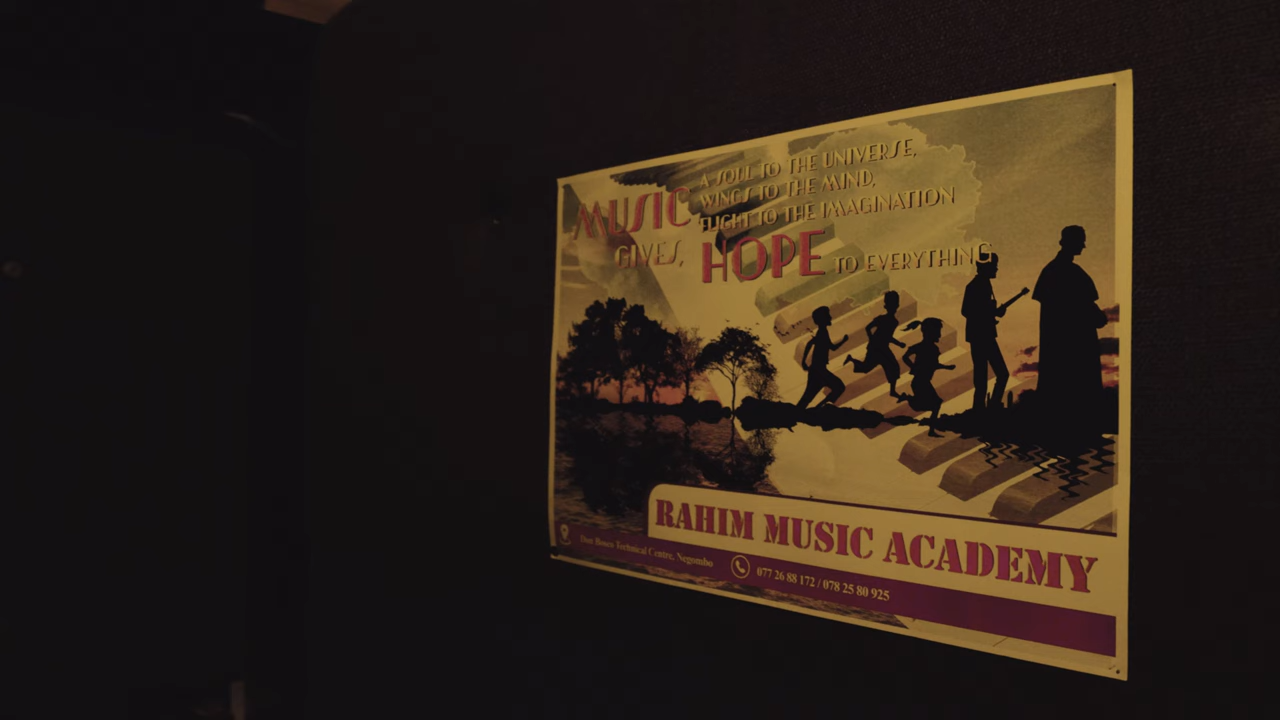 MUSIC
GIVES,
A SOUL TO THE UNIVERSE,
WINGS TO THE MIND,
FLIGHT TO THE IMAGINATION
HOPE TO EVERYTHING
RAHIM MUSIC ACADEMY
Don Bosco Technical Centre, Negombo
077 26 88 172 / 078 25 80 925